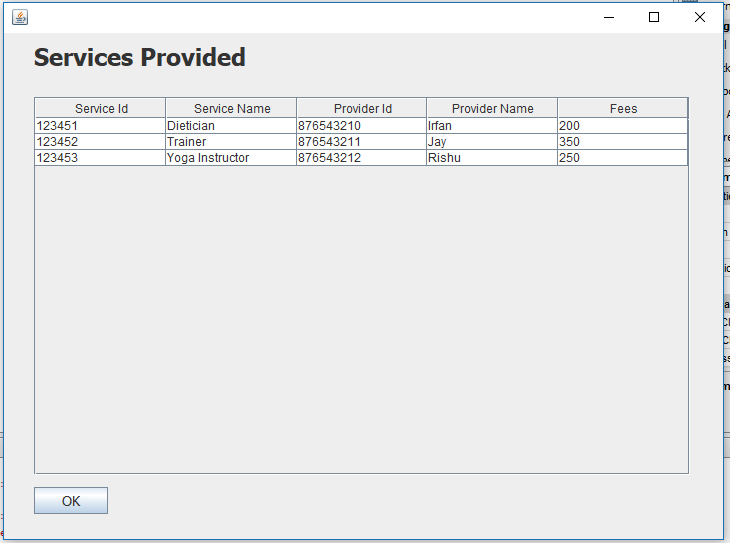 Services Provided
Service Id Service Name Provider Id Provider Name Fees
123451 Dietician 876543210 Irfan 200
123452 Trainer 876543211 Jay 350
123453 Yoga Instructor 876543212 Rishu 250
OK